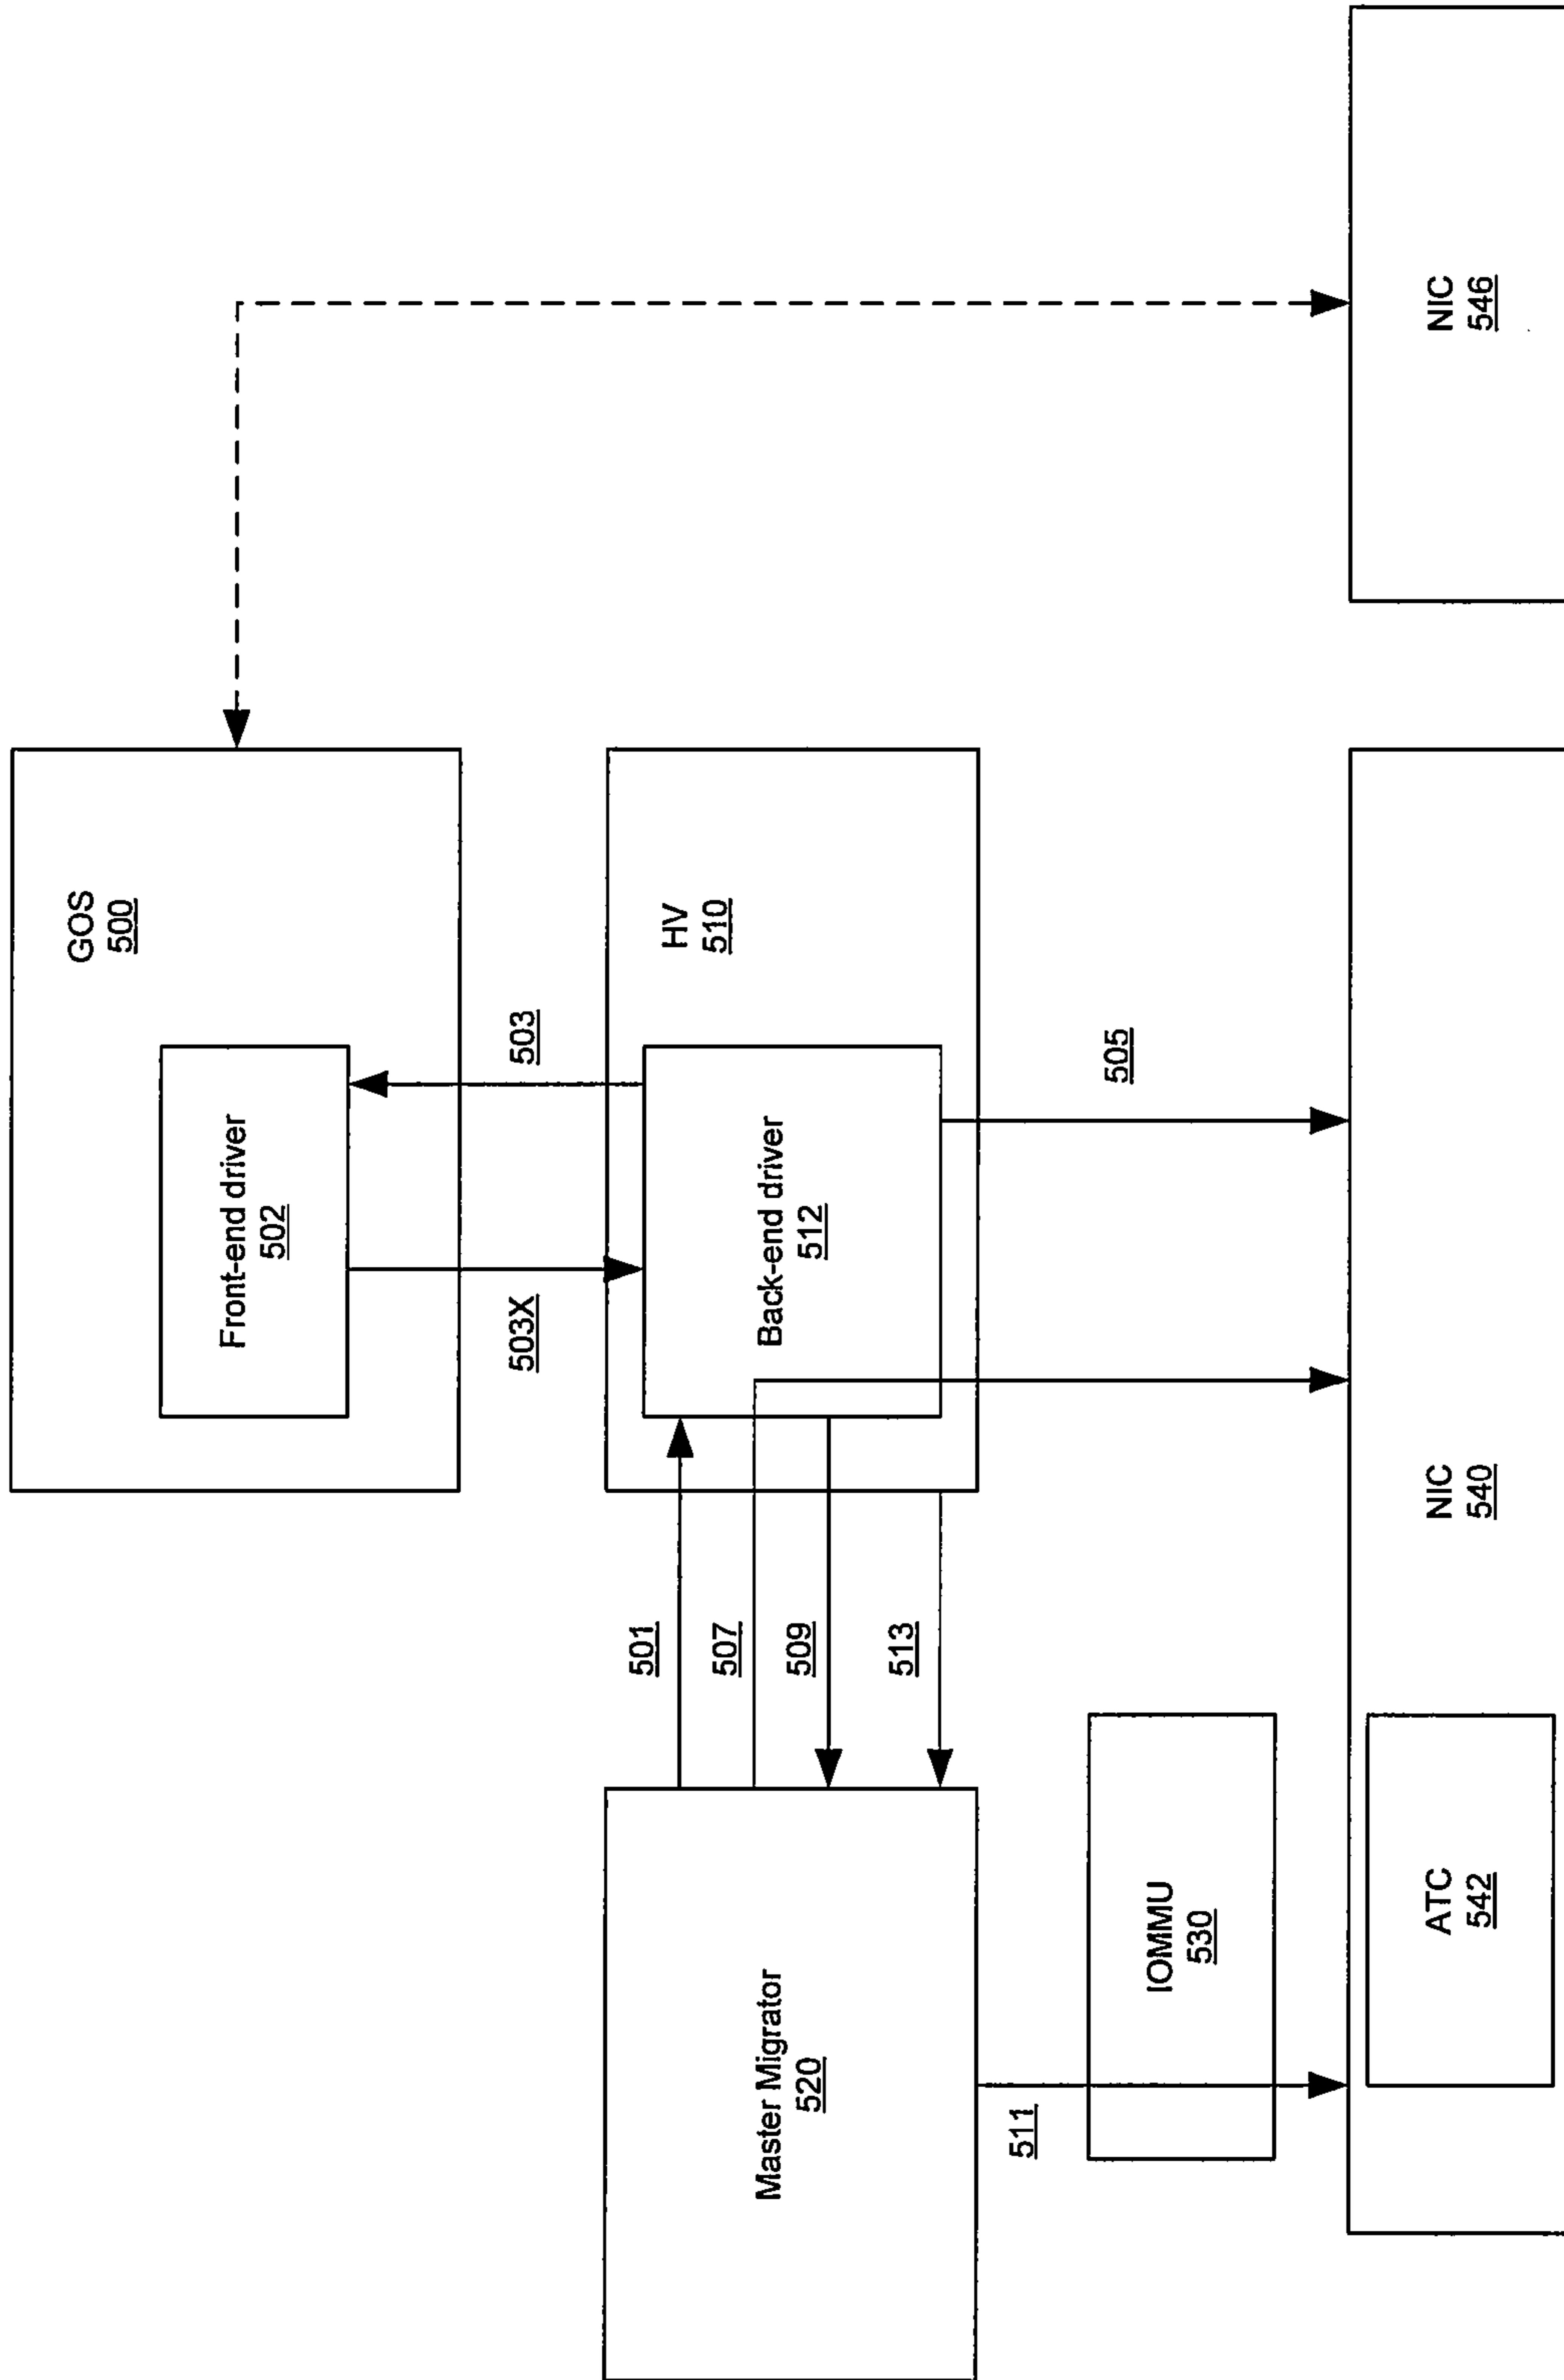 GOS
500
Front-end driver
502
503
503X
HV
510
Back-end driver
512
501
507
509
513
505
Master Migrator
520
511
IOMMU
530
NIC
540
ATC
542
NIC
546